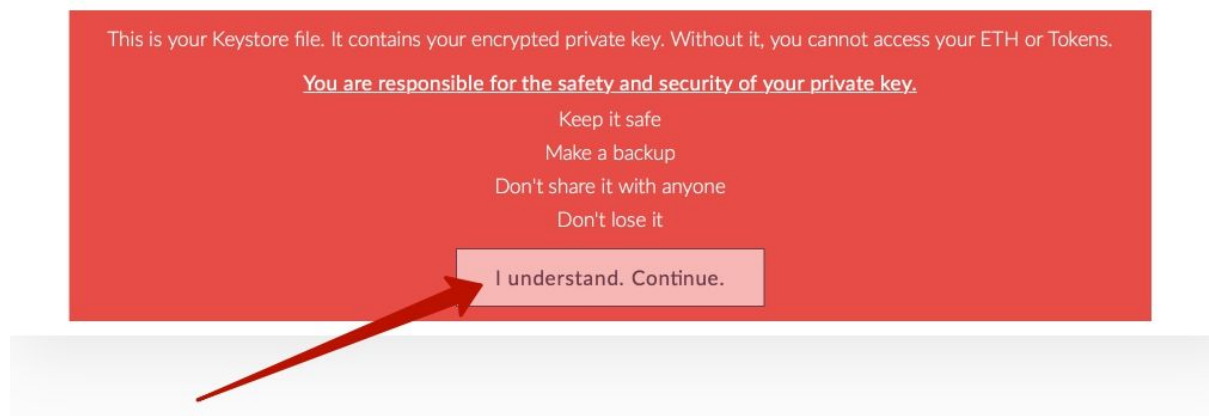 This is your Keystore file. It contains your encrypted private key. Without it, you cannot access your ETH or Tokens.
You are responsible for the safety and security of your private key.
Keep it safe
Make a backup
Don't share it with anyone
Don't lose it
I understand. Continue.